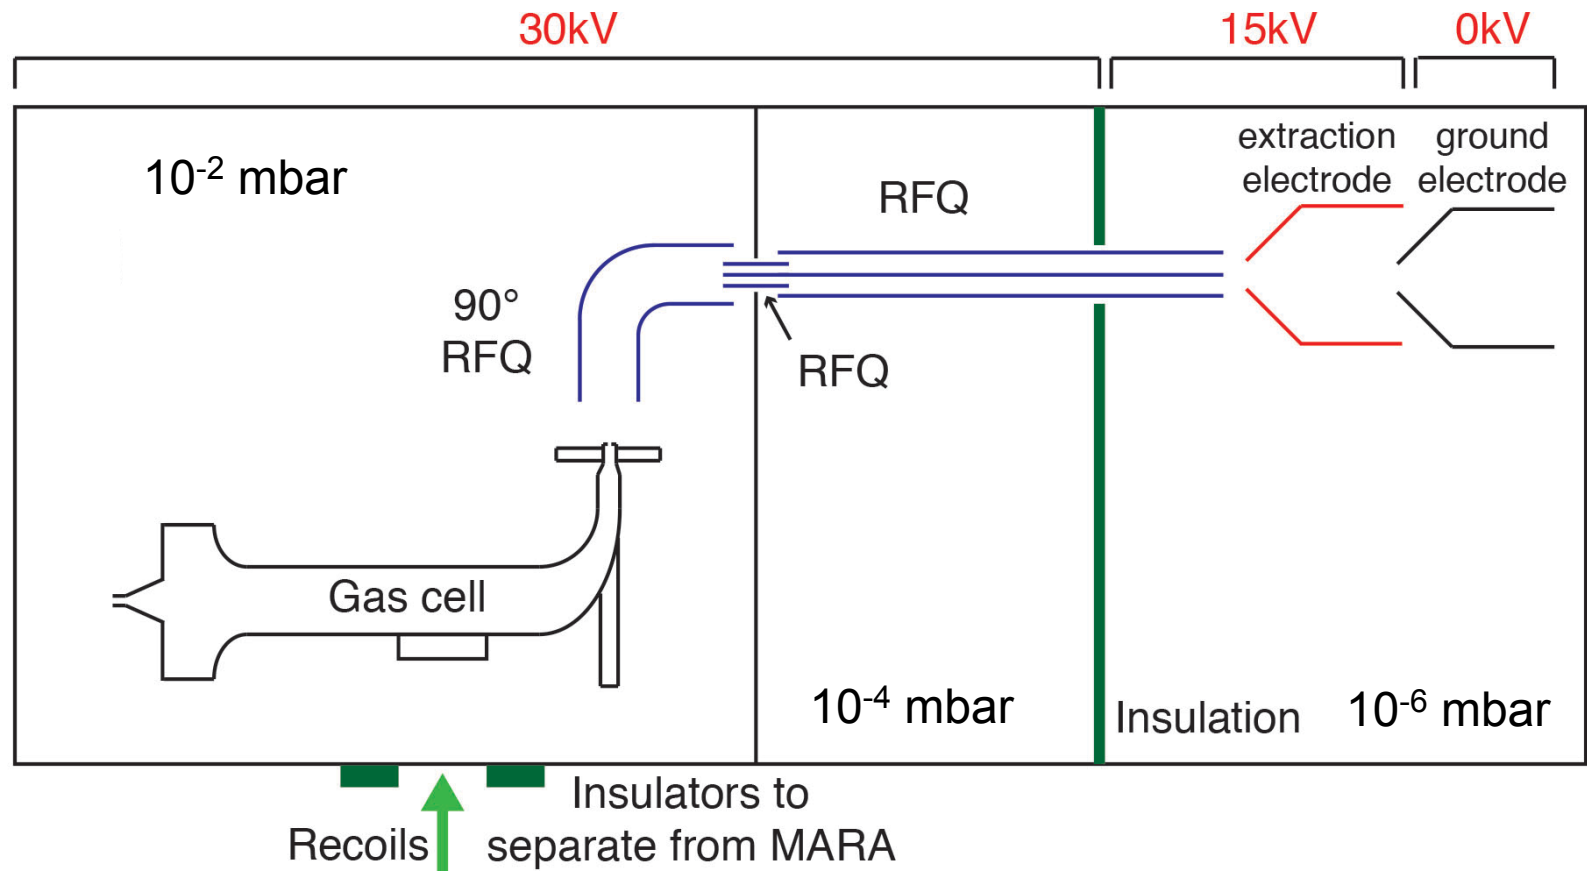 30kV
15kV
0kV
10⁻² mbar
extraction
electrode
ground
electrode
RFQ
90°
RFQ
RFQ
Gas cell
10⁻⁴ mbar
Insulation
10⁻⁶ mbar
Insulators to
separate from MARA
Recoils